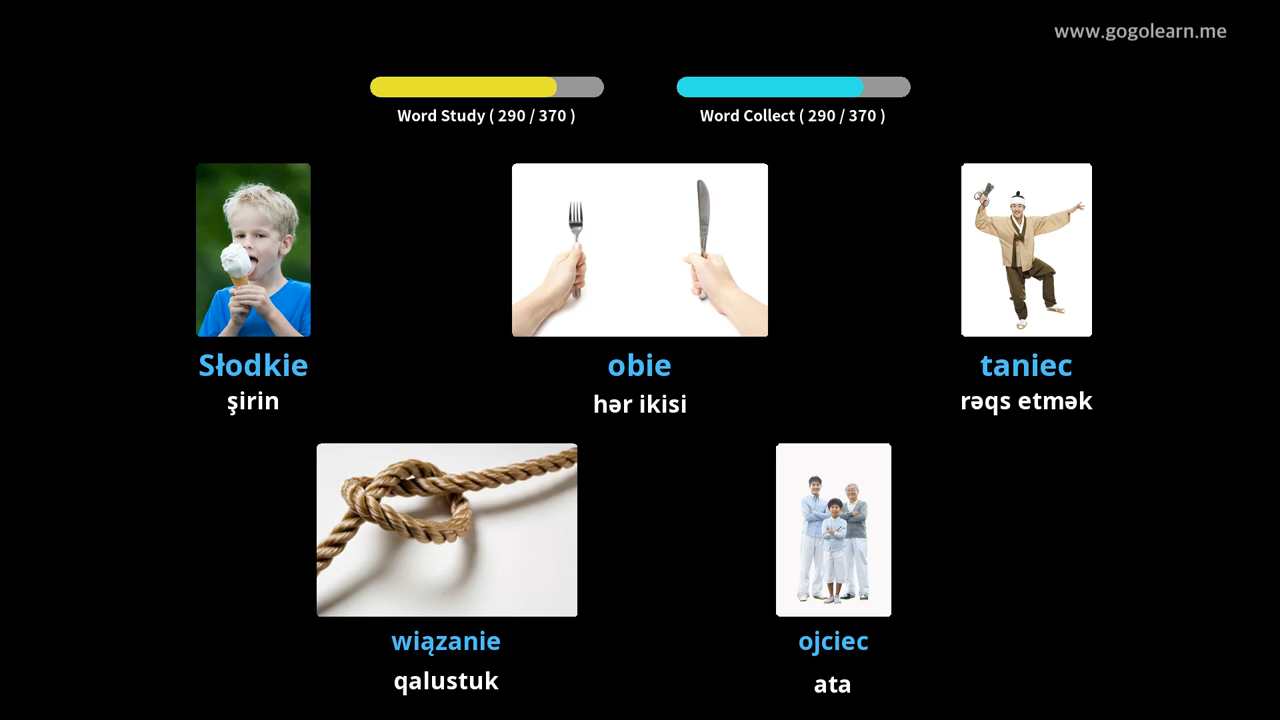 www.gogolearn.me
Word Study ( 290 / 370 )
Word Collect ( 290 / 370 )
Słodkie
şirin
obie
hər ikisi
taniec
rəqs etmək
wiązanie
qalustuk
ojciec
ata